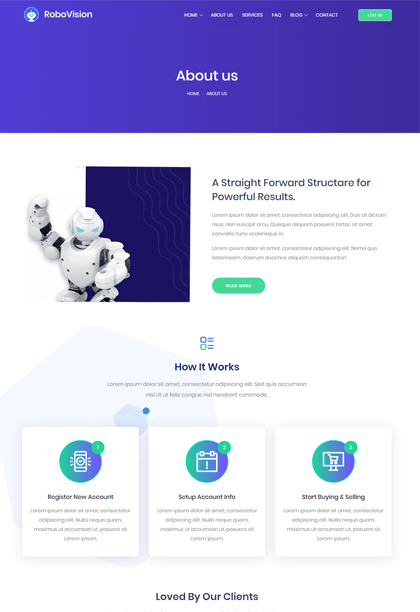 RoboVision
HOME ABOUT US SERVICES FAQ BLOG CONTACT LOG IN
About us
HOME / ABOUT US
A Straight Forward Structare for
Powerful Results.
Lorem ipsum dolor sit amet, consectetur adipiscing elit. Duis at dictum
risus, non suscipit arcu. Quisque aliquam posuere tortor, sit amet
convallis nunc scelerisque in.
Lorem ipsum dolor sit amet, consectetur adipiscing elit. Nemo quo
laboriosam, dolorum ducimus aliquam consequuntur!
READ MORE
How It Works
Lorem ipsum dolor sit amet, consectetur adipiscing elit. Sed quis accumsan
nisi ut ut felis congue nisl hendrerit commodo.
1
2
3
Register New Account
Lorem ipsum dolor sit amet, consectetur
adipiscing elit. Nulla neque quam,
maximus ut accumsan ut, posuere sit
Lorem ipsum.
Setup Account Info
Lorem ipsum dolor sit amet, consectetur
adipiscing elit. Nulla neque quam,
maximus ut accumsan ut, posuere sit
Lorem ipsum.
Start Buying & Selling
Lorem ipsum dolor sit amet, consectetur
adipiscing elit. Nulla neque quam,
maximus ut accumsan ut, posuere sit
Lorem ipsum.
Loved By Our Clients